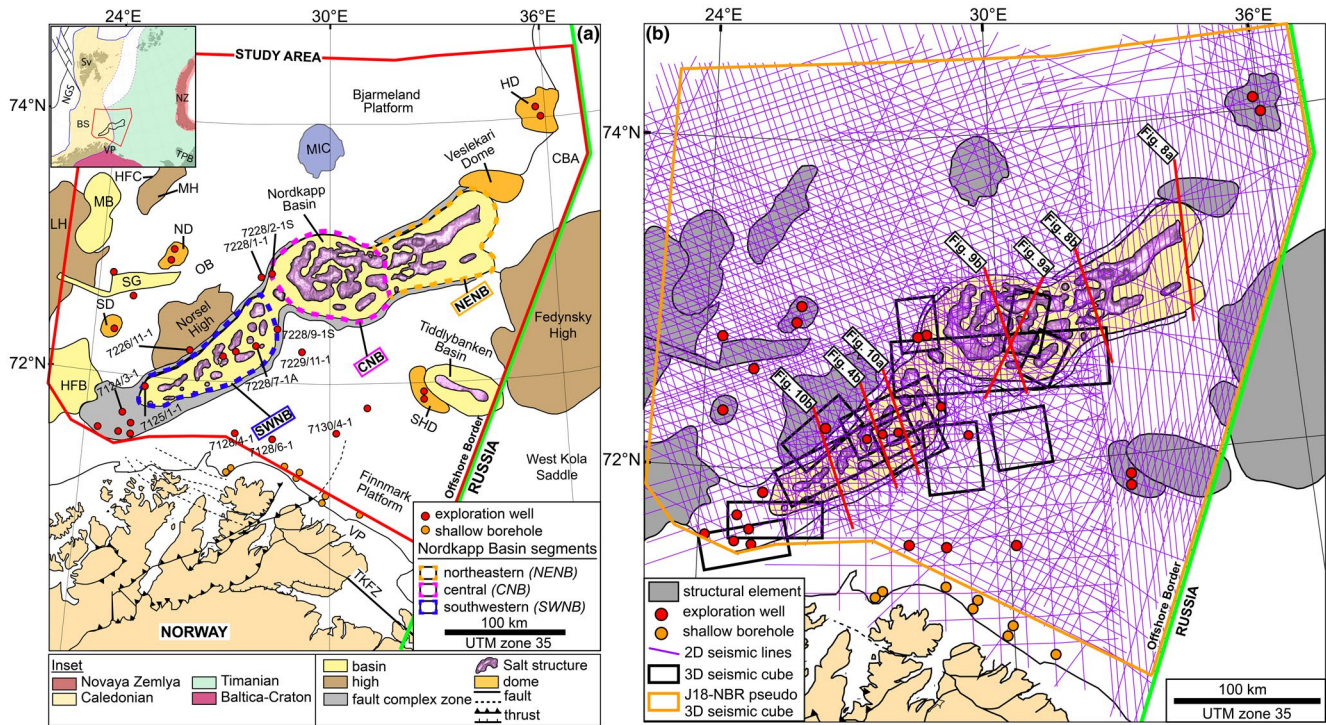 24°E
30°E
36°E
(a)
STUDY AREA
Sv
NGS
NZ
BS
VP
TPB
74°N
72°N
Bjarmeland
Platform
HD
MIC
Veslekari
Dome
CBA
HFC
MH
MB
LH
Nordkapp
Basin
7228/2-1S
7228/1-1
ND
OB
SG
SD
Norsel
High
NENB
Fedynsky
High
7226/11-1
7228/9-1S
7229/11-1
CNB
Tiddlybanken
Basin
HFB
7124/3-1
7125/1-1
7228/7-1A
SWNB
SHD
7128/4-1
7128/6-1
7130/4-1
West Kola
Saddle
Finnmark
Platform
Offshore Border
RUSSIA
VP
TKFZ
NORWAY
exploration well
shallow borehole
Nordkapp Basin segments
northeastern (NENB)
central (CNB)
southwestern (SWNB)
100 km
UTM zone 35
Inset
Novaya Zemlya
Caledonian
Timanian
Baltica-Craton
basin
high
fault complex zone
Salt structure
dome
fault
thrust
(b)
24°E
30°E
36°E
74°N
72°N
Fig. 8a
Fig. 8b
Fig. 9a
Fig. 9b
Fig. 10a
Fig. 4b
Fig. 10b
Offshore Border
RUSSIA
structural element
exploration well
shallow borehole
2D seismic lines
3D seismic cube
J18-NBR pseudo
3D seismic cube
100 km
UTM zone 35